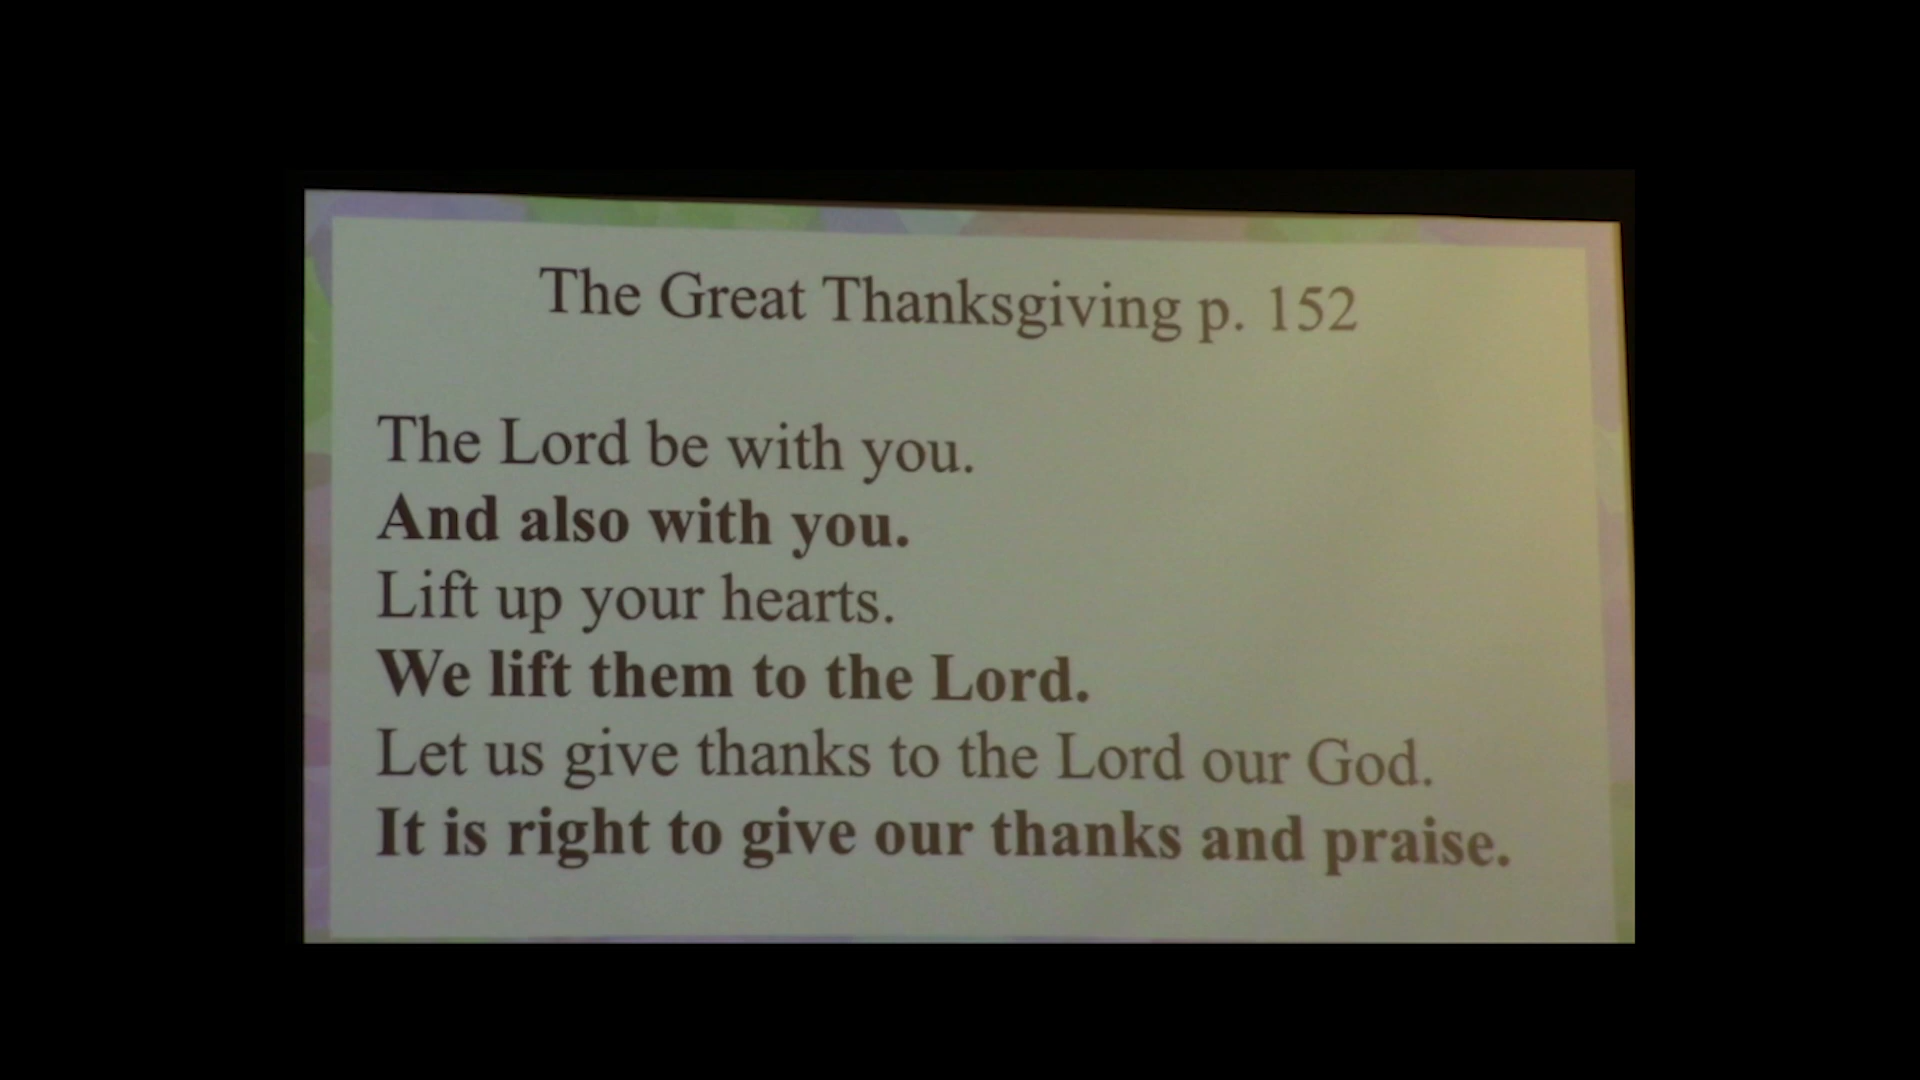 The Great Thanksgiving p. 152
The Lord be with you.
And also with you.
Lift up your hearts.
We lift them to the Lord.
Let us give thanks to the Lord our God.
It is right to give our thanks and praise.